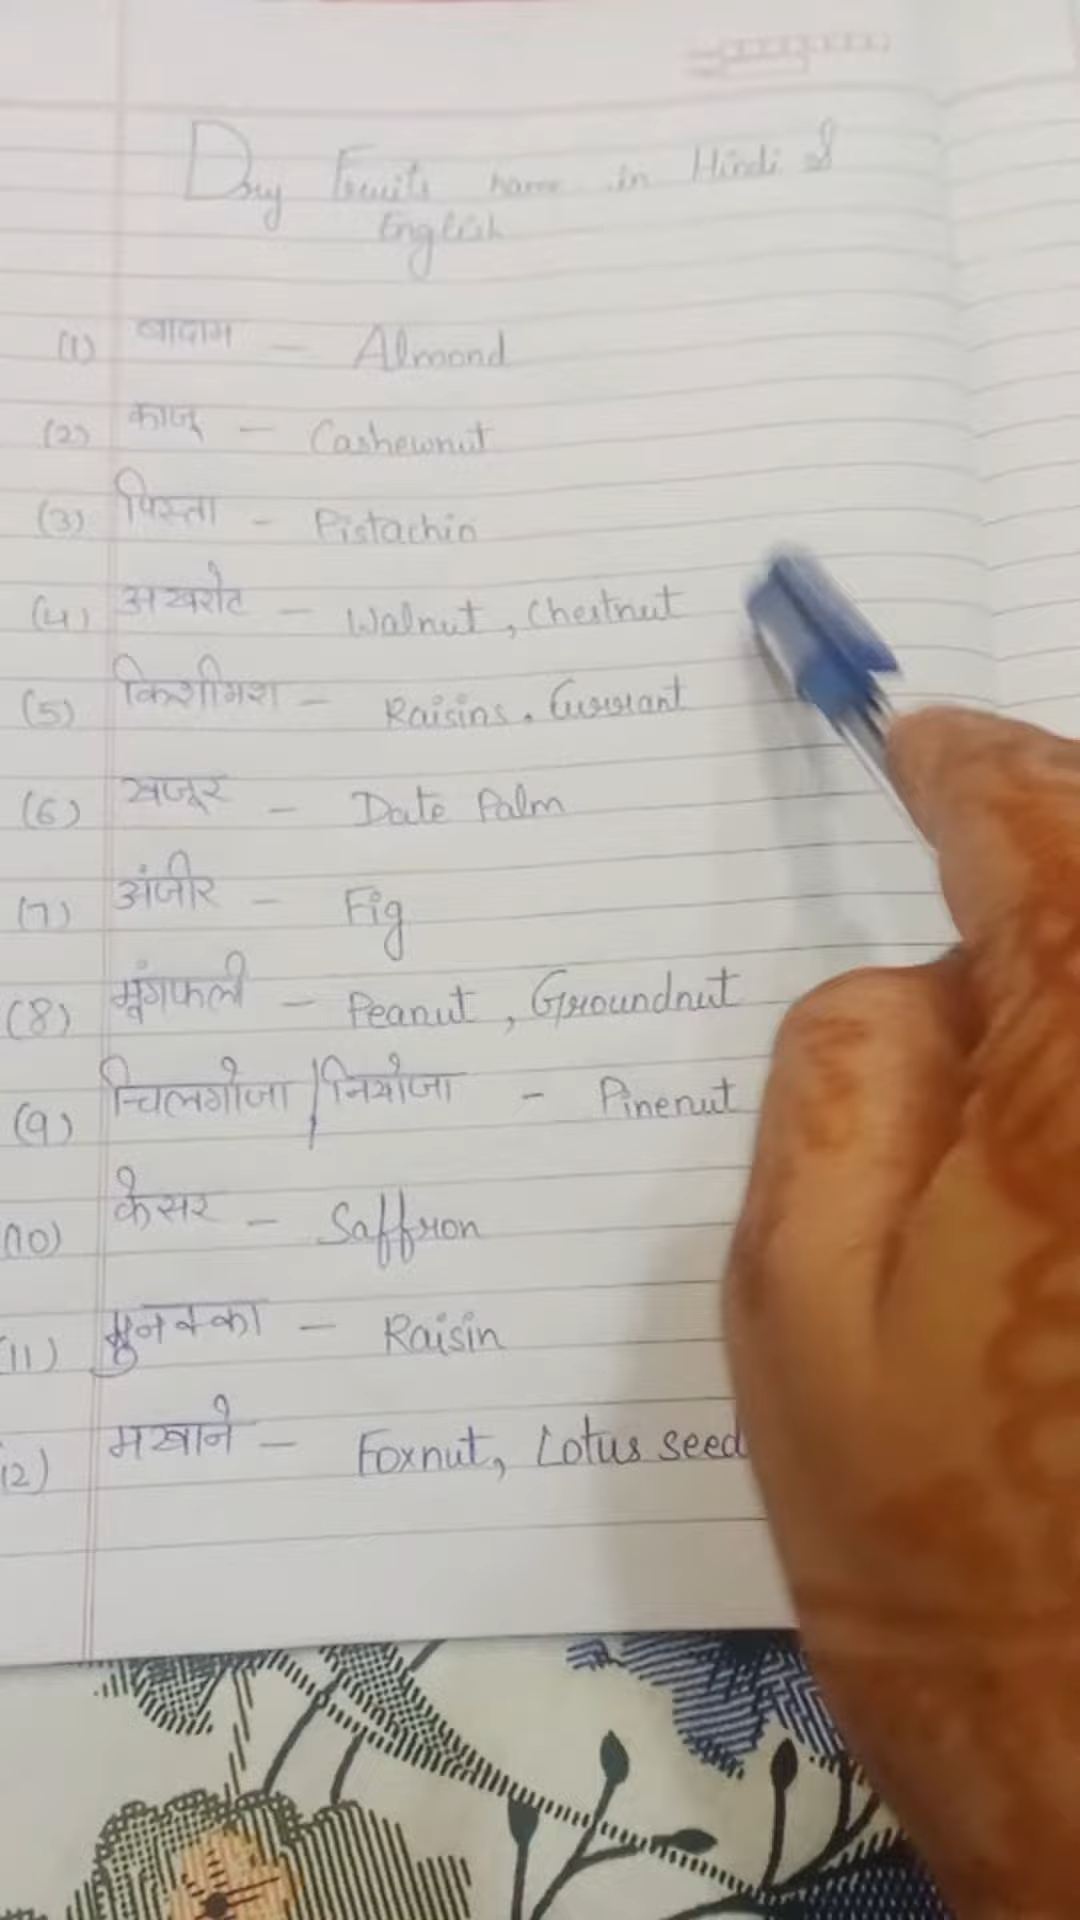 Dry Fruits name in Hindi &
English
(1) बादाम - Almond
(2) काजू - Cashewnut
(3) पिस्ता - Pistachio
(4) अखरोट - Walnut, Chestnut
(5) किशीमश - Raisins, Currant
(6) खजूर - Date Palm
(7) अंजीर - Fig
(8) मूंगफली - Peanut, Groundnut
(9) चिलगोजा / नियोजा - Pinenut
(10) केसर - Saffron
(11) मुनक्का - Raisin
(12) मखाने - Foxnut, Lotus seed